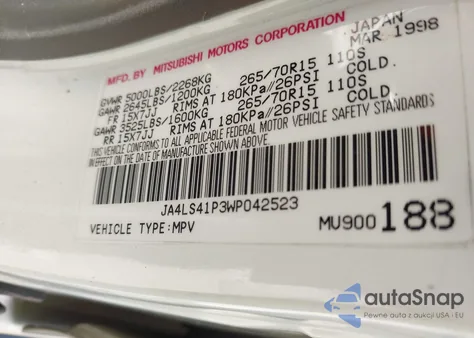 MFD. BY MITSUBISHI MOTORS CORPORATION JAPAN
GVWR 5000LBS/2268KG MAR 1998
GAWR 2645LBS/1200KG 265/70R15 110S
FR 15X7JJ RIMS AT 180KPA//26PSI COLD.
GAWR 3525LBS/1600KG 265/70R15 110S
RR 15X7JJ RIMS AT 180KPA//26PSI COLD.
THIS VEHICLE CONFORMS TO ALL APPLICABLE FEDERAL MOTOR VEHICLE SAFETY STANDARDS
IN EFFECT ON THE DATE OF MANUFACTURE SHOWN ABOVE.
JA4LS41P3WP042523
VEHICLE TYPE:MPV MU900188
autoSnap
Pewne auta z aukcji USA i EU